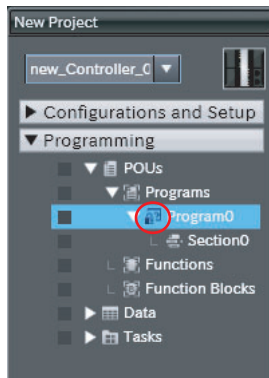 New Project
new_Controller_0
Configurations and Setup
Programming
POUs
Programs
Program0
Section0
Functions
Function Blocks
Data
Tasks